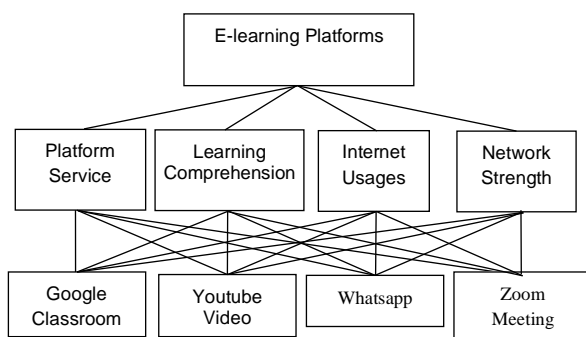 E-learning Platforms
Platform
Service
Learning
Comprehension
Internet
Usages
Network
Strength
Google
Classroom
Youtube
Video
Whatsapp
Zoom
Meeting